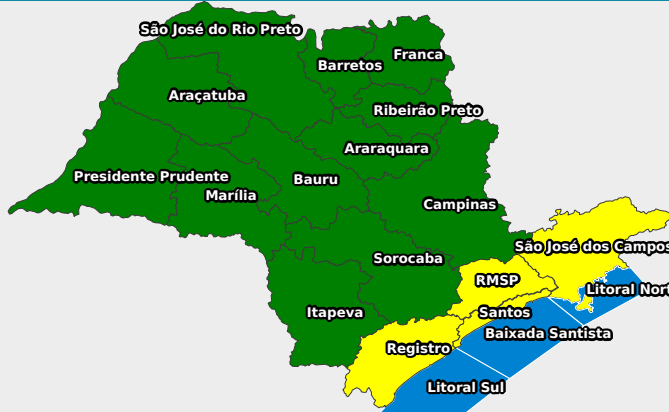 São José do Rio Preto
Franca
Barretos
Araçatuba
Ribeirão Preto
Araraquara
Presidente Prudente
Bauru
Marília
Campinas
São José dos Campos
Sorocaba
RMSP
Litoral Nort
Itapeva
Santos
Baixada Santista
Registro
Litoral Sul